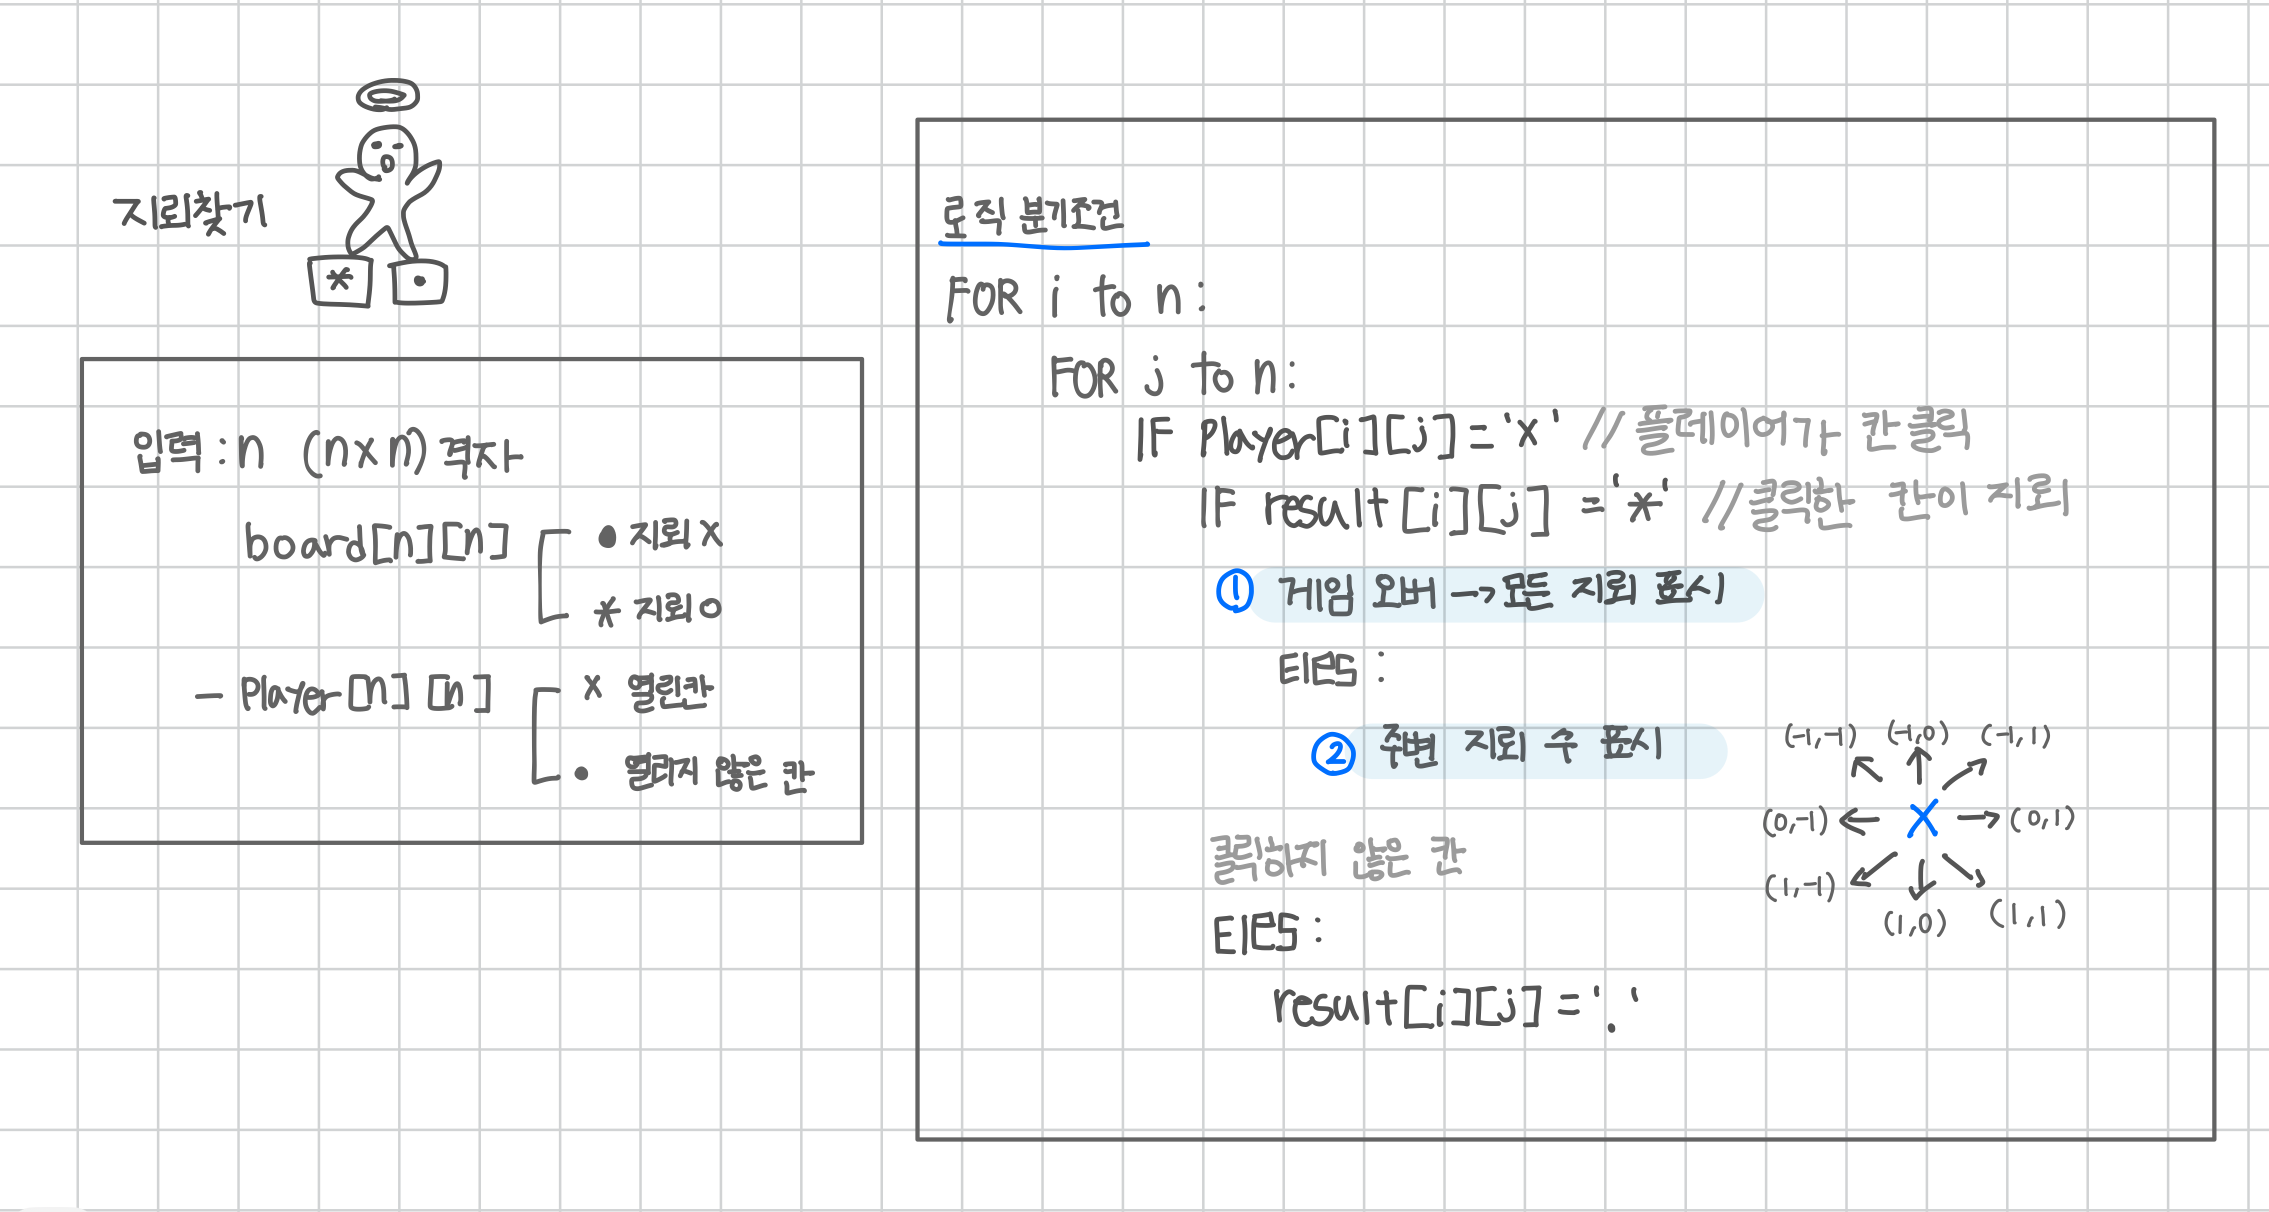 지뢰찾기
* •
입력 : n (n×n) 격자
board[n][n]
• 지뢰 X
* 지뢰 O
- Player[n][n]
x 열린칸
• 열리지 않은 칸
로직 분기조건
FOR i to n:
FOR j to n:
IF Player[i][j]='x' // 플레이어가 칸 클릭
IF result[i][j] ='*' //클릭한 칸이 지뢰
① 게임 오버 → 모든 지뢰 표시
Eles :
② 주변 지뢰 수 표시
(-1,-1) (-1,0) (-1,1)
(0,-1) X (0,1)
(1,-1) (1,0) (1,1)
클릭하지 않은 칸
Eles :
result[i][j] ='.'